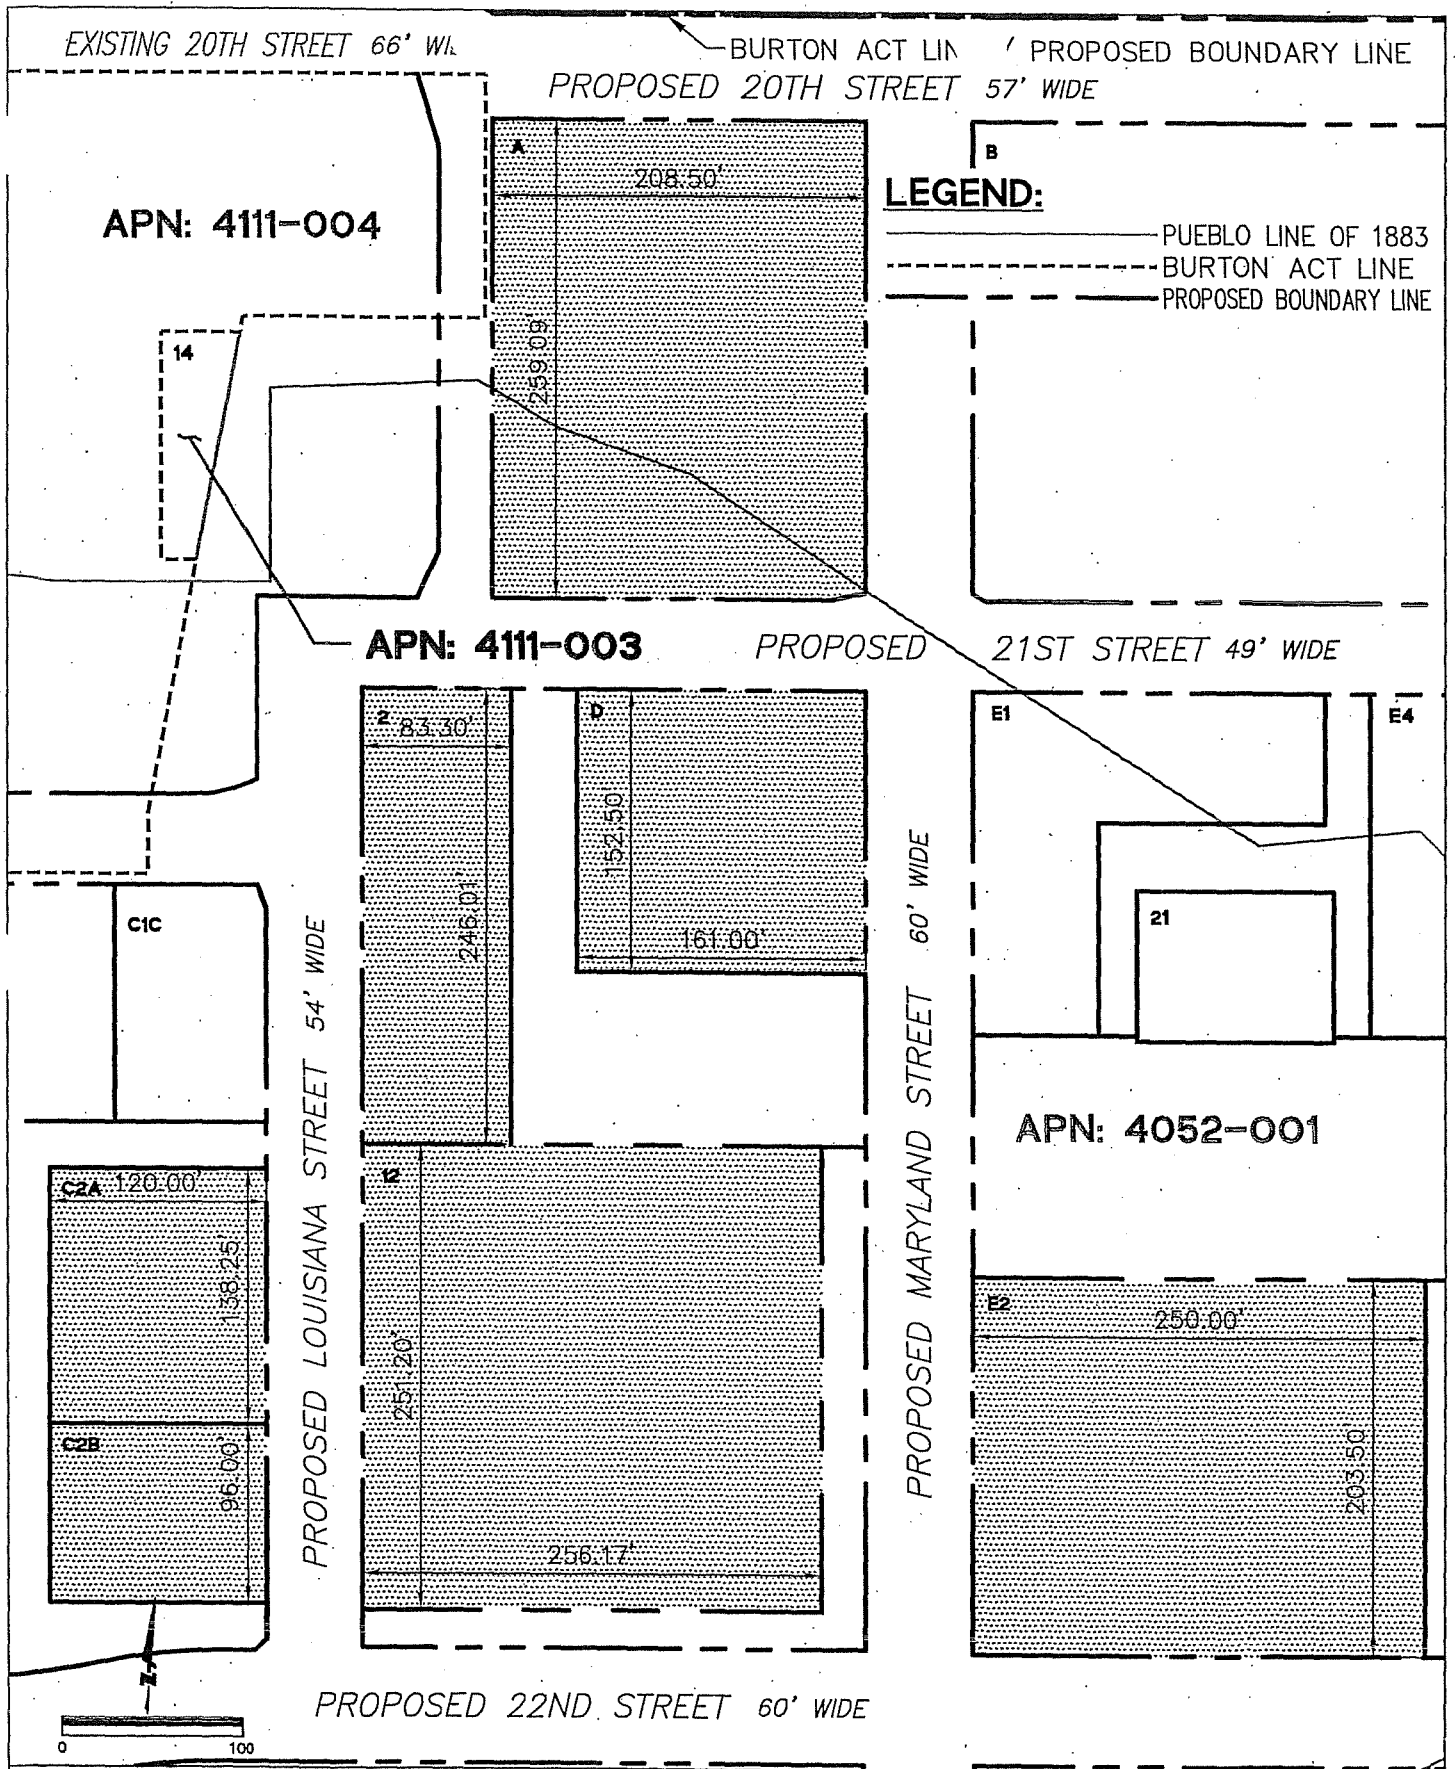 EXISTING 20TH STREET 66' WI
BURTON ACT LIN / PROPOSED BOUNDARY LINE
PROPOSED 20TH STREET 57' WIDE
A
208.50'
259.09'
B
LEGEND:
PUEBLO LINE OF 1883
BURTON ACT LINE
PROPOSED BOUNDARY LINE
APN: 4111-004
14
APN: 4111-003
PROPOSED 21ST STREET 49' WIDE
2
83.30'
246.01'
D
152.50
161.00'
E1
E4
21
C1C
PROPOSED LOUISIANA STREET 54' WIDE
PROPOSED MARYLAND STREET 60' WIDE
APN: 4052-001
C2A
120.00'
138.25'
C2B
96.00'
12
251.20'
256.17'
E2
250.00'
203.50'
N
0 100
PROPOSED 22ND STREET 60' WIDE